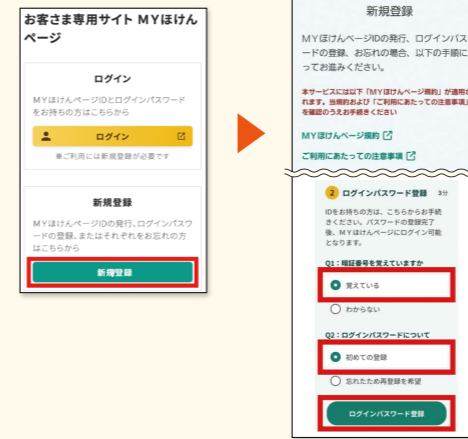 お客さま専用サイト MYほけん
ページ
ログイン
MYほけんページIDとログインパスワード
をお持ちの方はこちらから
ログイン
※ご利用には新規登録が必要です
新規登録
MYほけんページIDの発行、ログインパスワ
ードの登録、またはそれぞれをお忘れの方
はこちらから
新規登録
新規登録
MYほけんページIDの発行、ログインパス
ードの登録、お忘れの場合、以下の手順に
ってお進みください。
本サービスには以下「MYほけんページ規約」が適用さ
れます。当規約および「ご利用にあたっての注意事項」
を確認のうえお手続きください
MYほけんページ規約
ご利用にあたっての注意事項
2 ログインパスワード登録 3分
IDをお持ちの方は、こちらからお手続
きください。パスワードの登録完了
後、MYほけんページにログイン可能
となります。
Q1：暗証番号を覚えていますか
覚えている
わからない
Q2：ログインパスワードについて
初めての登録
忘れたため再登録を希望
ログインパスワード登録